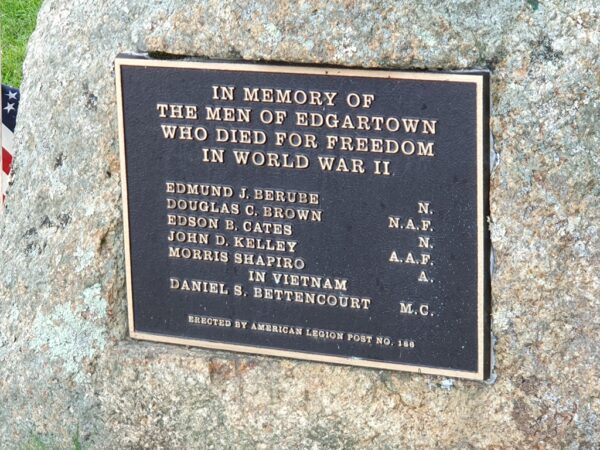 IN MEMORY OF
THE MEN OF EDGARTOWN
WHO DIED FOR FREEDOM
IN WORLD WAR II
EDMUND J. BERUBE N.
DOUGLAS C. BROWN N.A.F.
EDSON B. CATES N.
JOHN D. KELLEY A.A.F.
MORRIS SHAPIRO A.
IN VIETNAM
DANIEL S. BETTENCOURT M.C.
ERECTED BY AMERICAN LEGION POST NO. 186